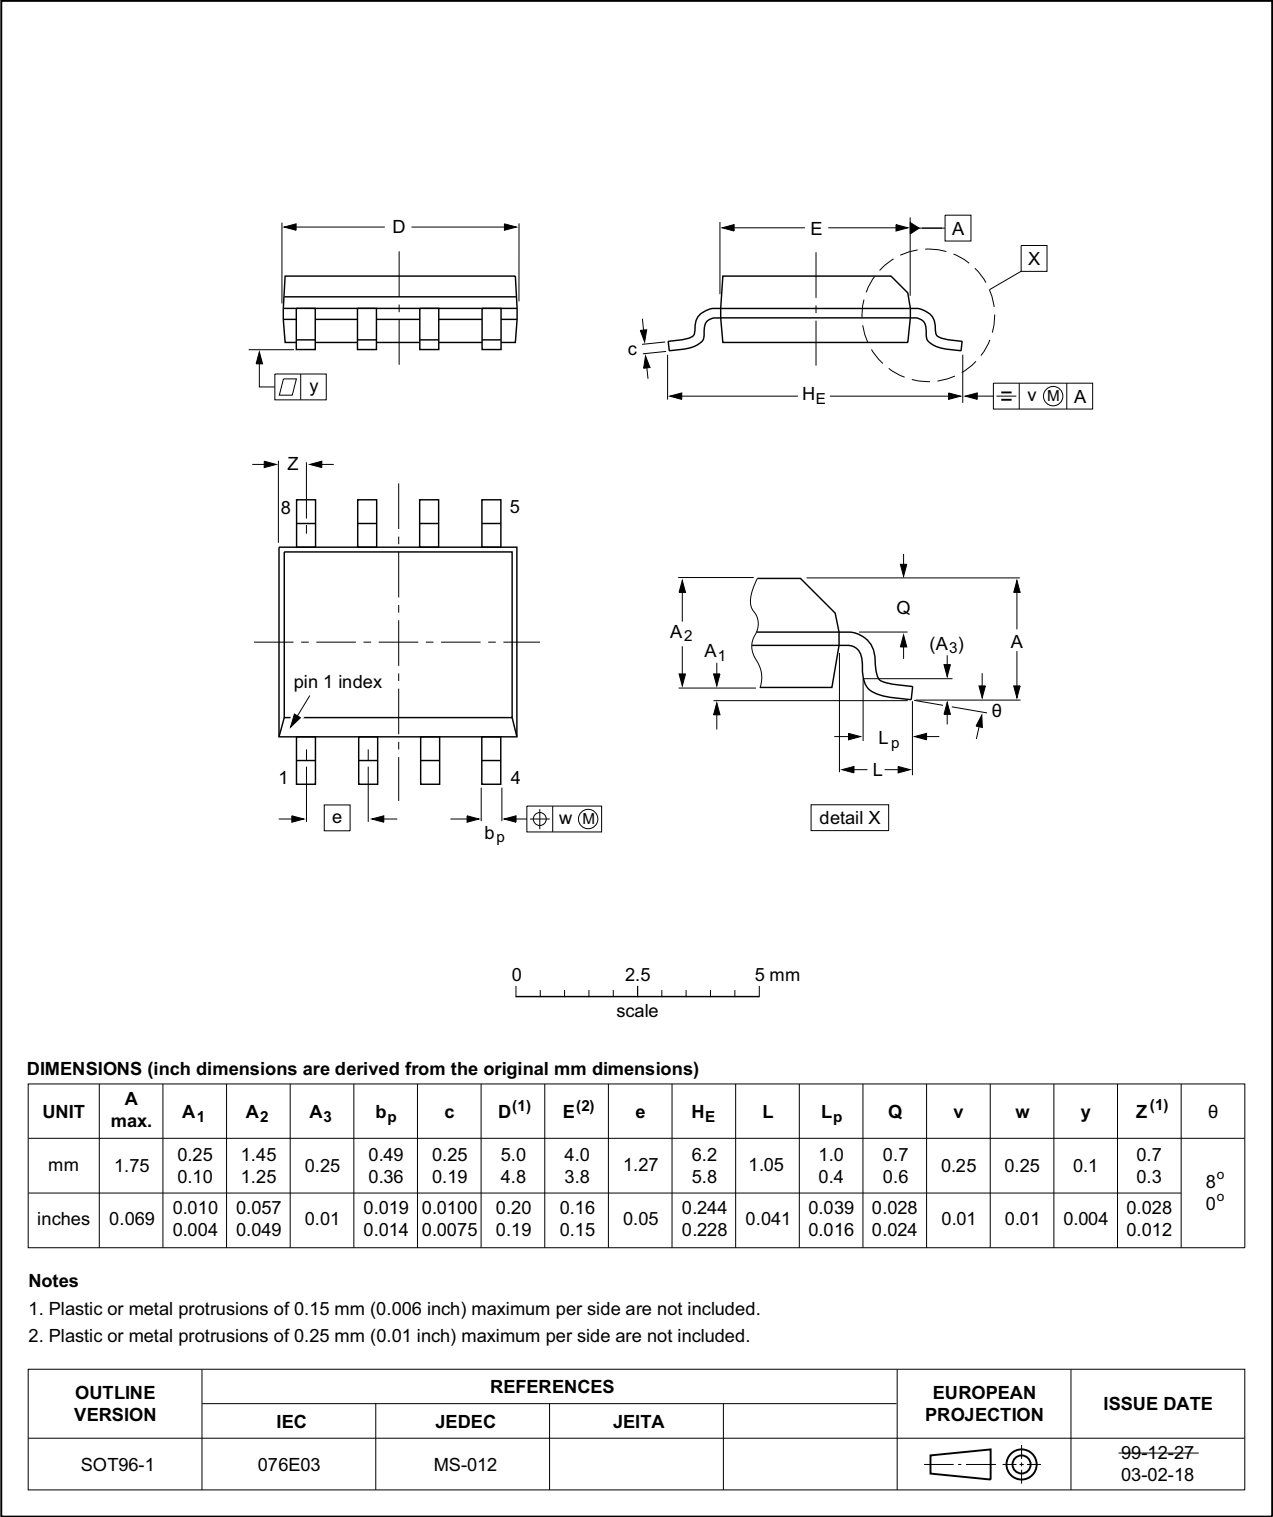 D
E
A
X
c
y
HE
v M A
Z
8
5
pin 1 index
1
4
e
bp
w M
A2
A1
Q
(A3)
A
θ
Lp
L
detail X
0 2.5 5 mm
scale
DIMENSIONS (inch dimensions are derived from the original mm dimensions)
UNIT A max. A1 A2 A3 bp c D(1) E(2) e HE L Lp Q v w y Z(1) θ
mm 1.75 0.25 0.10 1.45 1.25 0.25 0.49 0.36 0.25 0.19 5.0 4.8 4.0 3.8 1.27 6.2 5.8 1.05 1.0 0.4 0.7 0.6 0.25 0.25 0.1 0.7 0.3 8o 0o
inches 0.069 0.010 0.004 0.057 0.049 0.01 0.019 0.014 0.0100 0.0075 0.20 0.19 0.16 0.15 0.05 0.244 0.228 0.041 0.039 0.016 0.028 0.024 0.01 0.01 0.004 0.028 0.012
Notes
1. Plastic or metal protrusions of 0.15 mm (0.006 inch) maximum per side are not included.
2. Plastic or metal protrusions of 0.25 mm (0.01 inch) maximum per side are not included.
OUTLINE VERSION REFERENCES EUROPEAN PROJECTION ISSUE DATE
IEC JEDEC JEITA
SOT96-1 076E03 MS-012
99-12-27
03-02-18